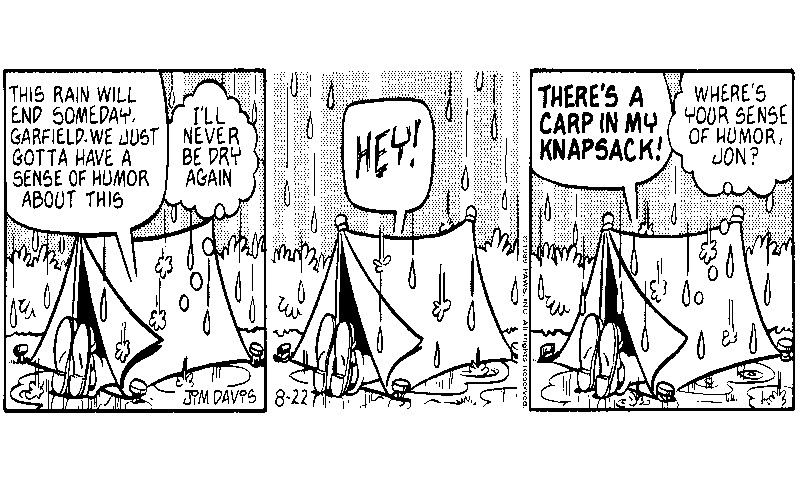 THIS RAIN WILL
END SOMEDAY,
GARFIELD. WE JUST
GOTTA HAVE A
SENSE OF HUMOR
ABOUT THIS
I'LL
NEVER
BE DRY
AGAIN
JIM DAVIS
HEY!
8-22
THERE'S A
CARP IN MY
KNAPSACK!
WHERE'S
YOUR SENSE
OF HUMOR,
JON?